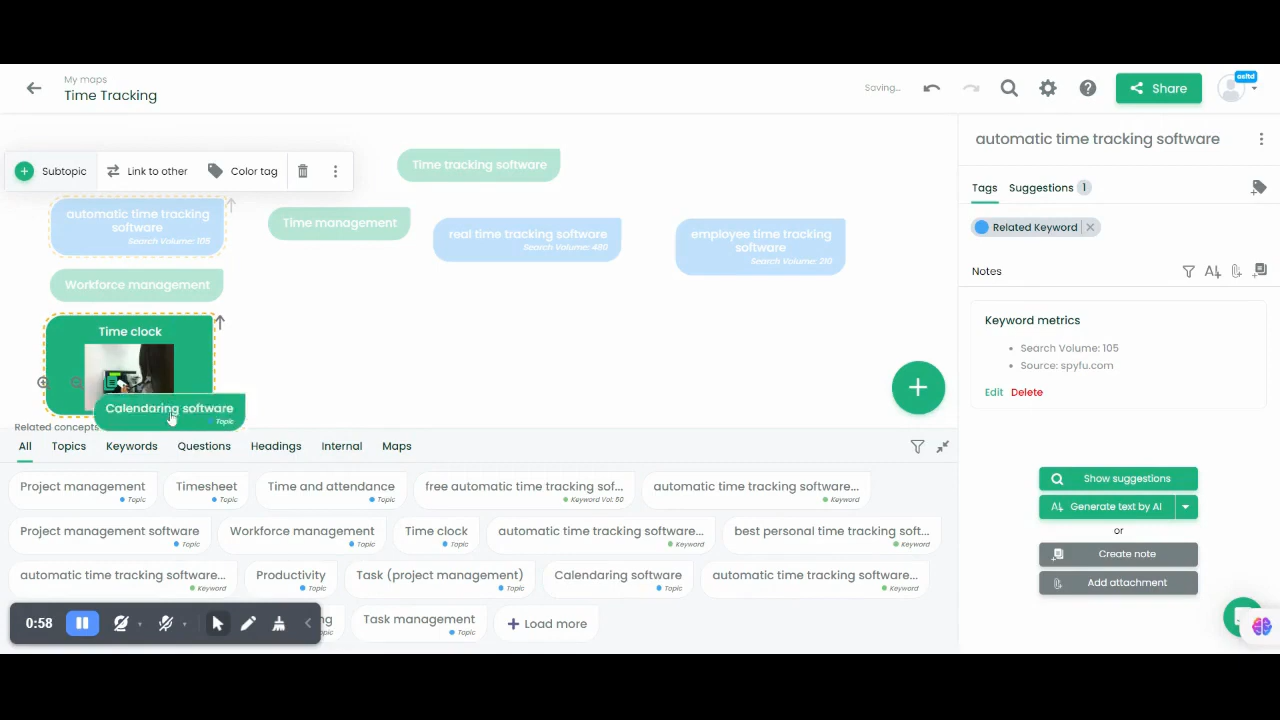 My maps
Time Tracking
Saving...
Share
asltd
Subtopic
Link to other
Color tag
Time tracking software
automatic time tracking software
Search Volume: 105
Time management
real time tracking software
Search Volume: 480
employee time tracking software
Search Volume: 210
Workforce management
Time clock
Calendaring software
Topic
Related concepts
All
Topics
Keywords
Questions
Headings
Internal
Maps
Project management
Topic
Timesheet
Topic
Time and attendance
Topic
free automatic time tracking sof...
Keyword Vol: 50
automatic time tracking software...
Keyword
Project management software
Topic
Workforce management
Topic
Time clock
Topic
automatic time tracking software...
Keyword
best personal time tracking soft...
Keyword
automatic time tracking software...
Keyword
Productivity
Topic
Task (project management)
Topic
Calendaring software
Topic
automatic time tracking software...
Keyword
0:58
ng
Topic
Task management
Topic
+ Load more
automatic time tracking software
Tags
Suggestions 1
Related Keyword
Notes
Keyword metrics
• Search Volume: 105
• Source: spyfu.com
Edit Delete
Show suggestions
Generate text by AI
or
Create note
Add attachment